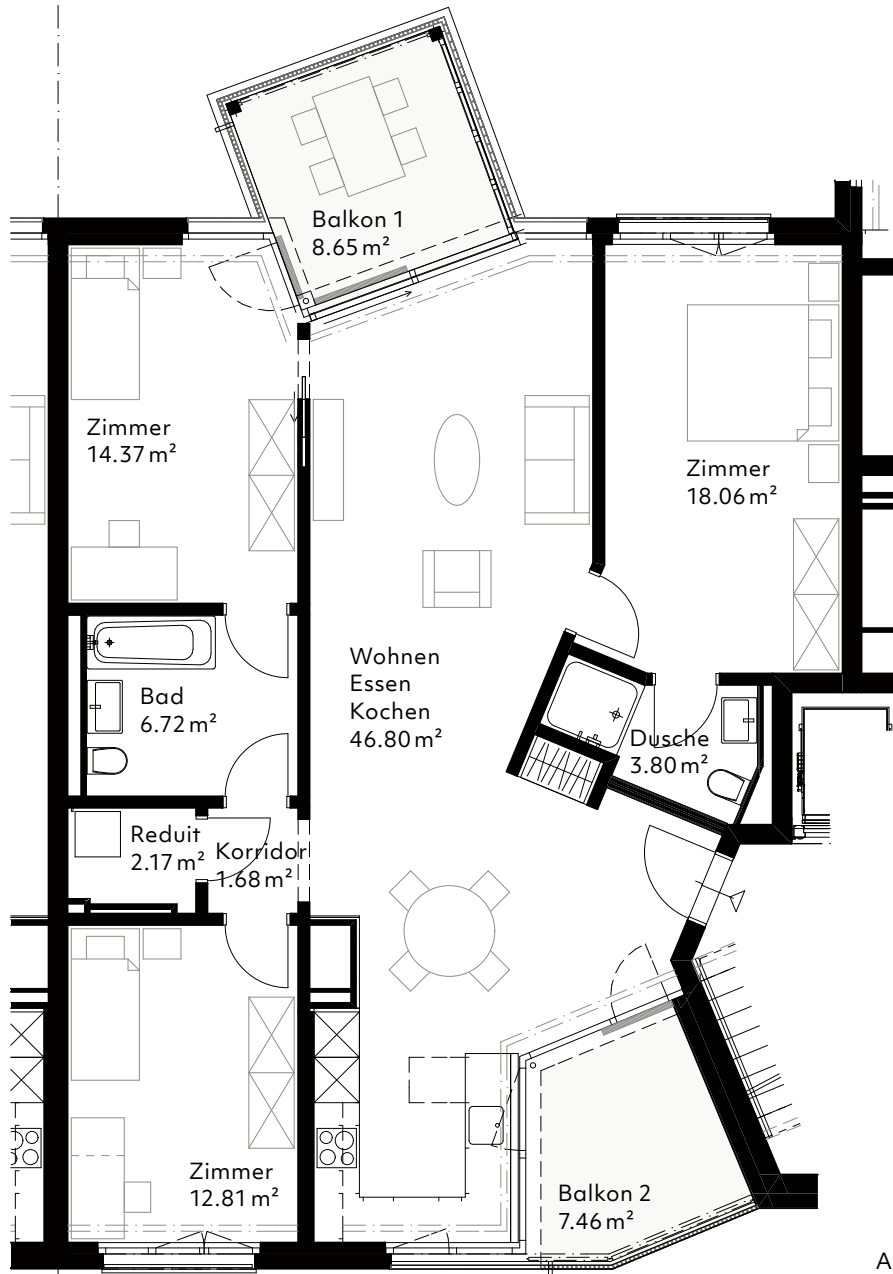 Balkon 1
8.65 m²
Zimmer
14.37 m²
Zimmer
18.06 m²
Wohnen
Essen
Kochen
46.80 m²
Bad
6.72 m²
Dusche
3.80 m²
Reduit
2.17 m²
Korridor
1.68 m²
Zimmer
12.81 m²
Balkon 2
7.46 m²
A